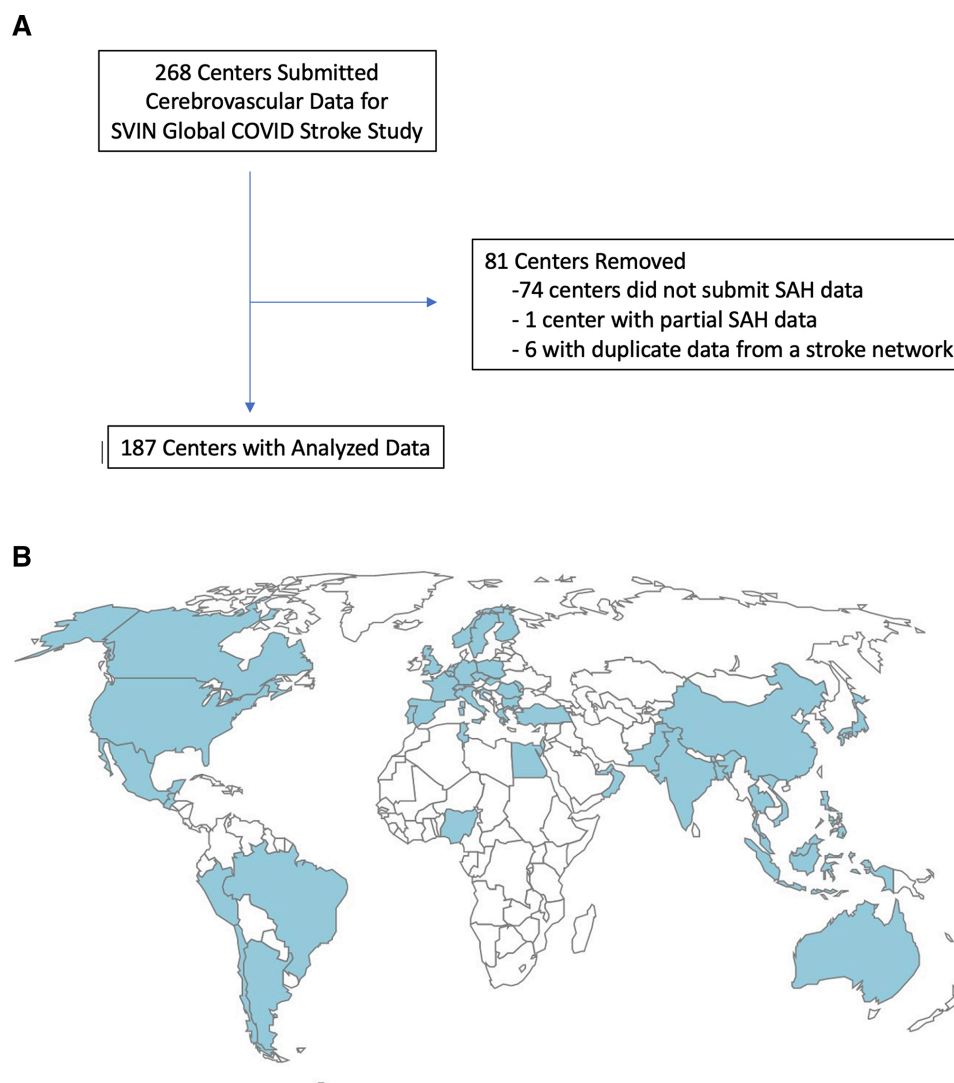 A
268 Centers Submitted
Cerebrovascular Data for
SVIN Global COVID Stroke Study
81 Centers Removed
-74 centers did not submit SAH data
- 1 center with partial SAH data
- 6 with duplicate data from a stroke network
187 Centers with Analyzed Data
B